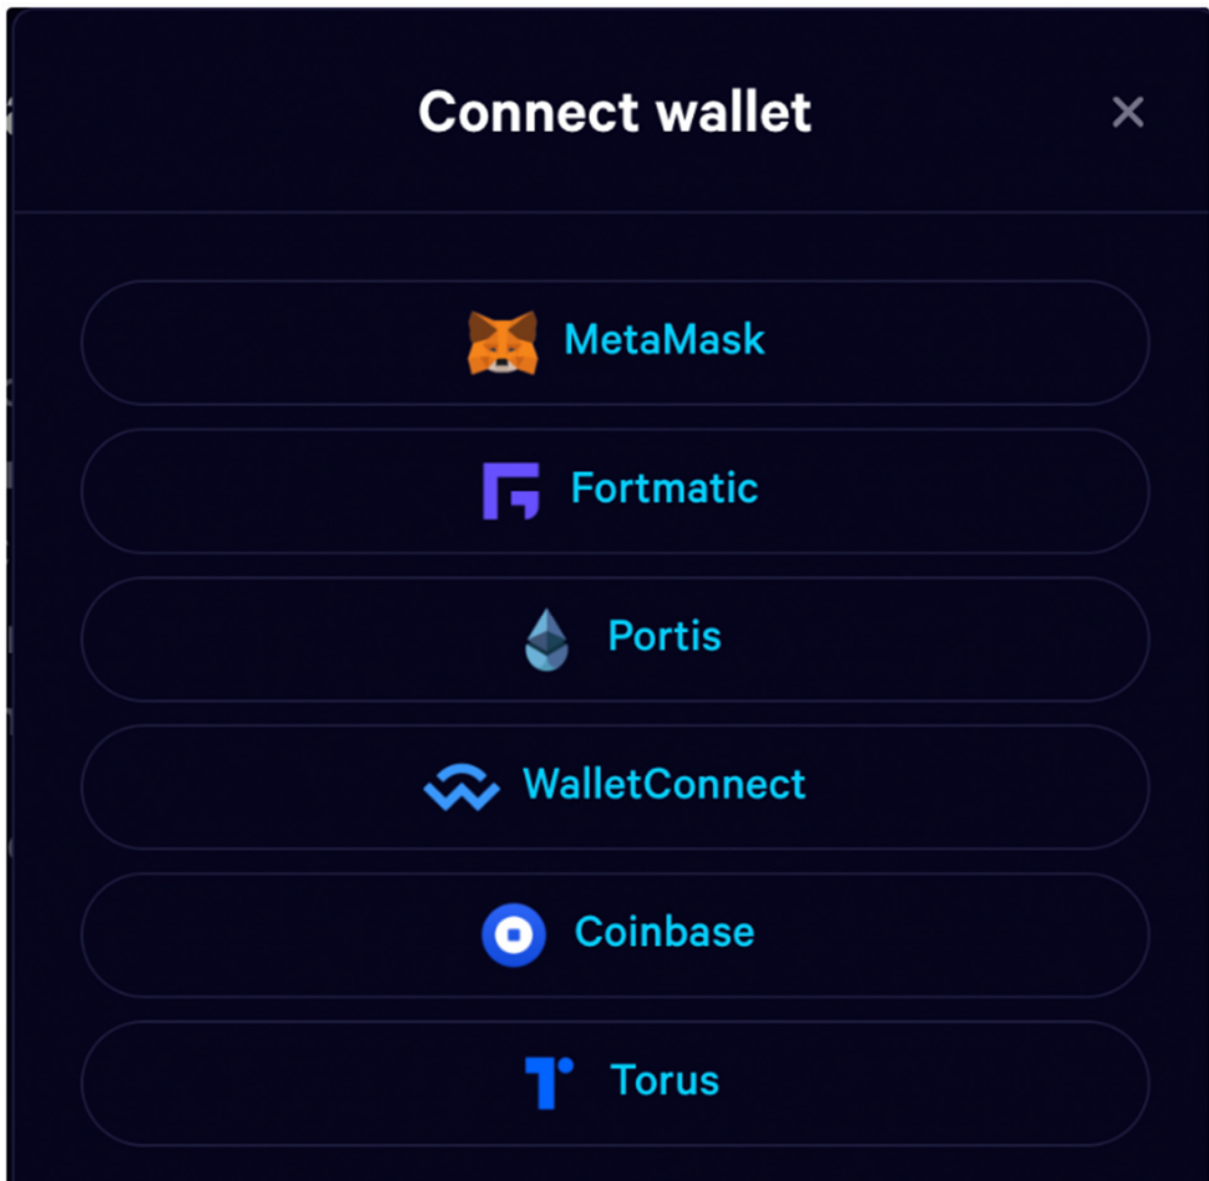 Connect wallet
MetaMask
Fortmatic
Portis
WalletConnect
Coinbase
Torus